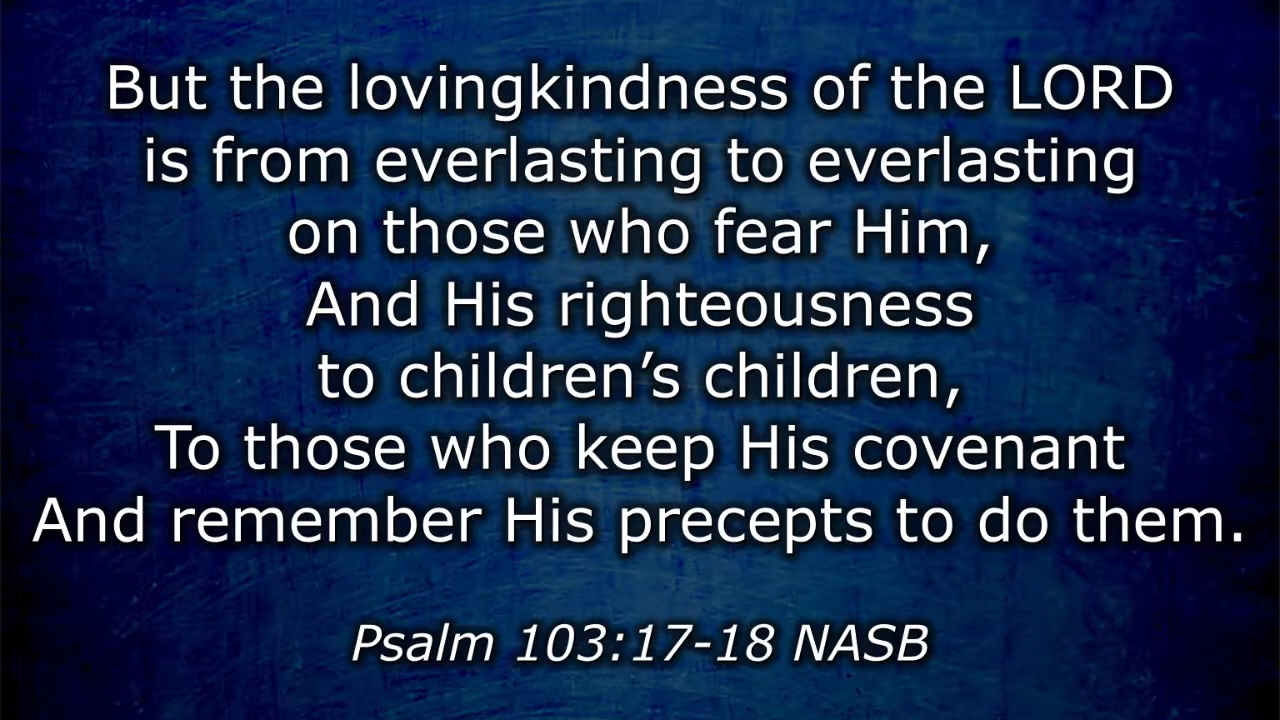 But the lovingkindness of the LORD
is from everlasting to everlasting
on those who fear Him,
And His righteousness
to children’s children,
To those who keep His covenant
And remember His precepts to do them.
Psalm 103:17-18 NASB